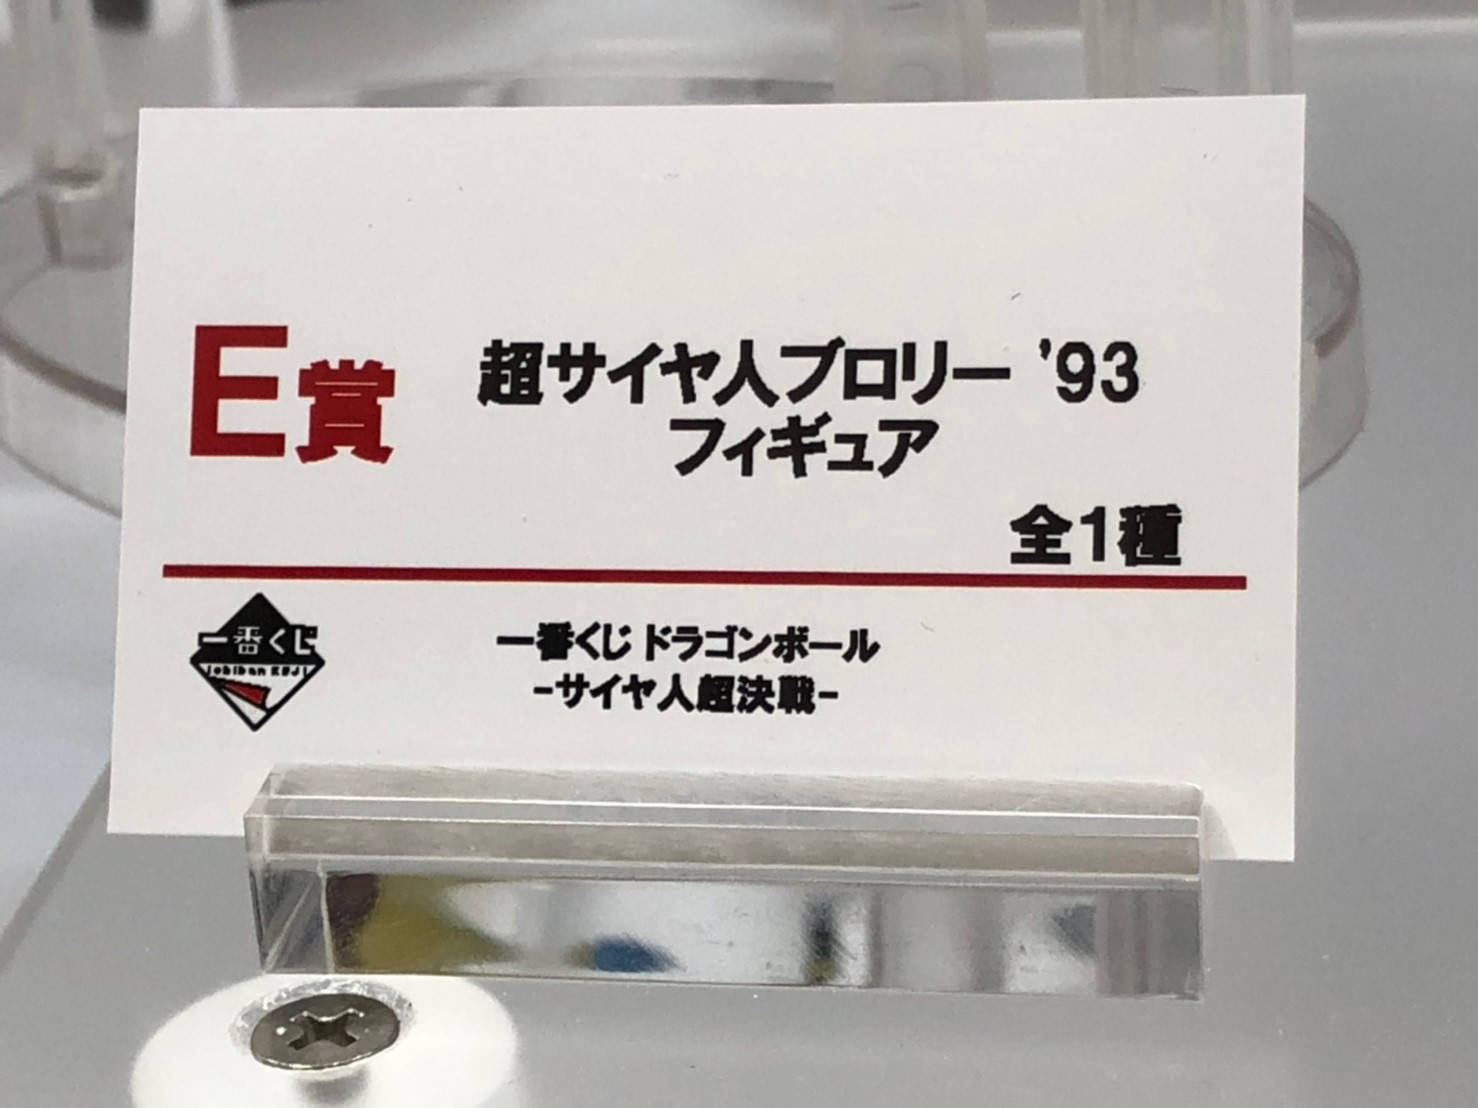 E賞
超サイヤ人ブロリー '93
フィギュア
全1種
一番くじ
Ichiban KUJI
一番くじ ドラゴンボール
-サイヤ人超決戦-